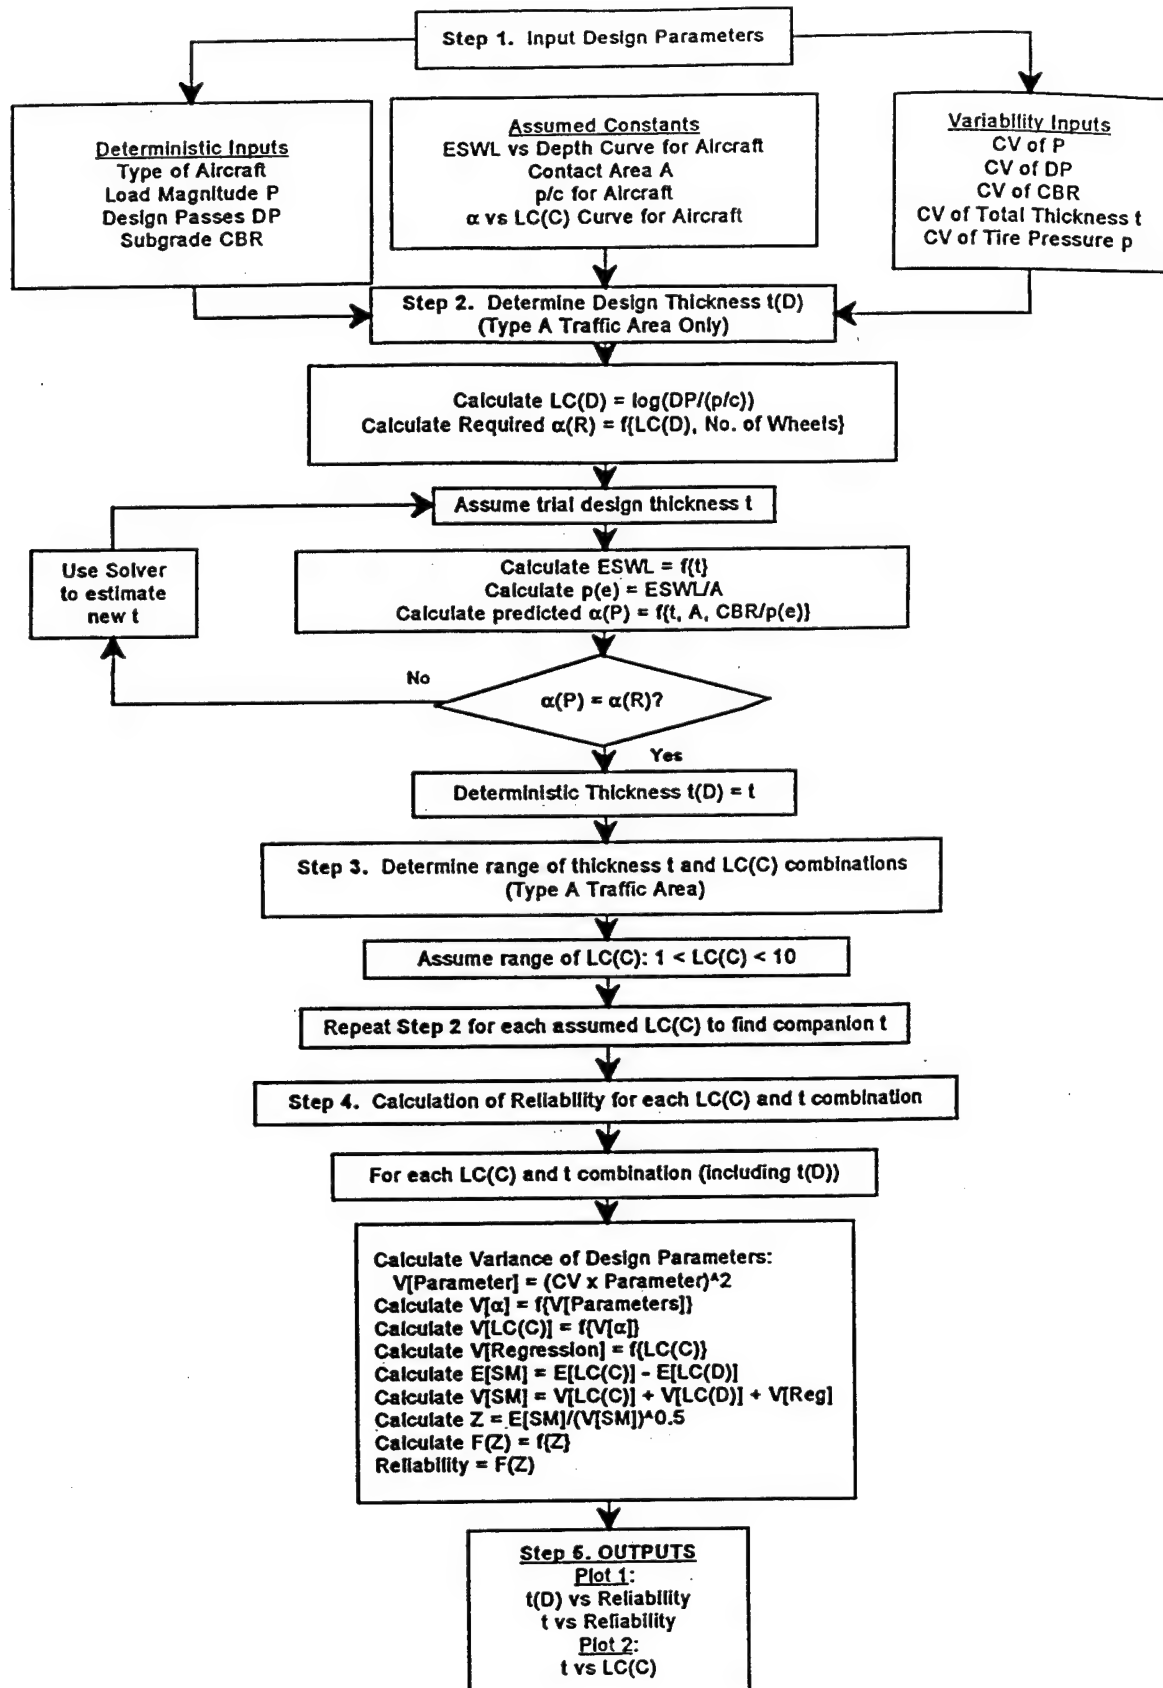 Step 1. Input Design Parameters
Deterministic Inputs
Type of Aircraft
Load Magnitude P
Design Passes DP
Subgrade CBR
Assumed Constants
ESWL vs Depth Curve for Aircraft
Contact Area A
p/c for Aircraft
α vs LC(C) Curve for Aircraft
Variability Inputs
CV of P
CV of DP
CV of CBR
CV of Total Thickness t
CV of Tire Pressure p
Step 2. Determine Design Thickness t(D)
(Type A Traffic Area Only)
Calculate LC(D) = log(DP/(p/c))
Calculate Required α(R) = f{LC(D), No. of Wheels}
Assume trial design thickness t
Use Solver
to estimate
new t
Calculate ESWL = f{t}
Calculate p(e) = ESWL/A
Calculate predicted α(P) = f{t, A, CBR/p(e)}
No
α(P) = α(R)?
Yes
Deterministic Thickness t(D) = t
Step 3. Determine range of thickness t and LC(C) combinations
(Type A Traffic Area)
Assume range of LC(C): 1 < LC(C) < 10
Repeat Step 2 for each assumed LC(C) to find companion t
Step 4. Calculation of Reliability for each LC(C) and t combination
For each LC(C) and t combination (including t(D))
Calculate Variance of Design Parameters:
V[Parameter] = (CV x Parameter)^2
Calculate V[α] = f{V[Parameters]}
Calculate V[LC(C)] = f{V[α]}
Calculate V[Regression] = f{LC(C)}
Calculate E[SM] = E[LC(C)] - E[LC(D)]
Calculate V[SM] = V[LC(C)] + V[LC(D)] + V[Reg]
Calculate Z = E[SM]/(V[SM])^0.5
Calculate F(Z) = f{Z}
Reliability = F(Z)
Step 5. OUTPUTS
Plot 1:
t(D) vs Reliability
t vs Reliability
Plot 2:
t vs LC(C)